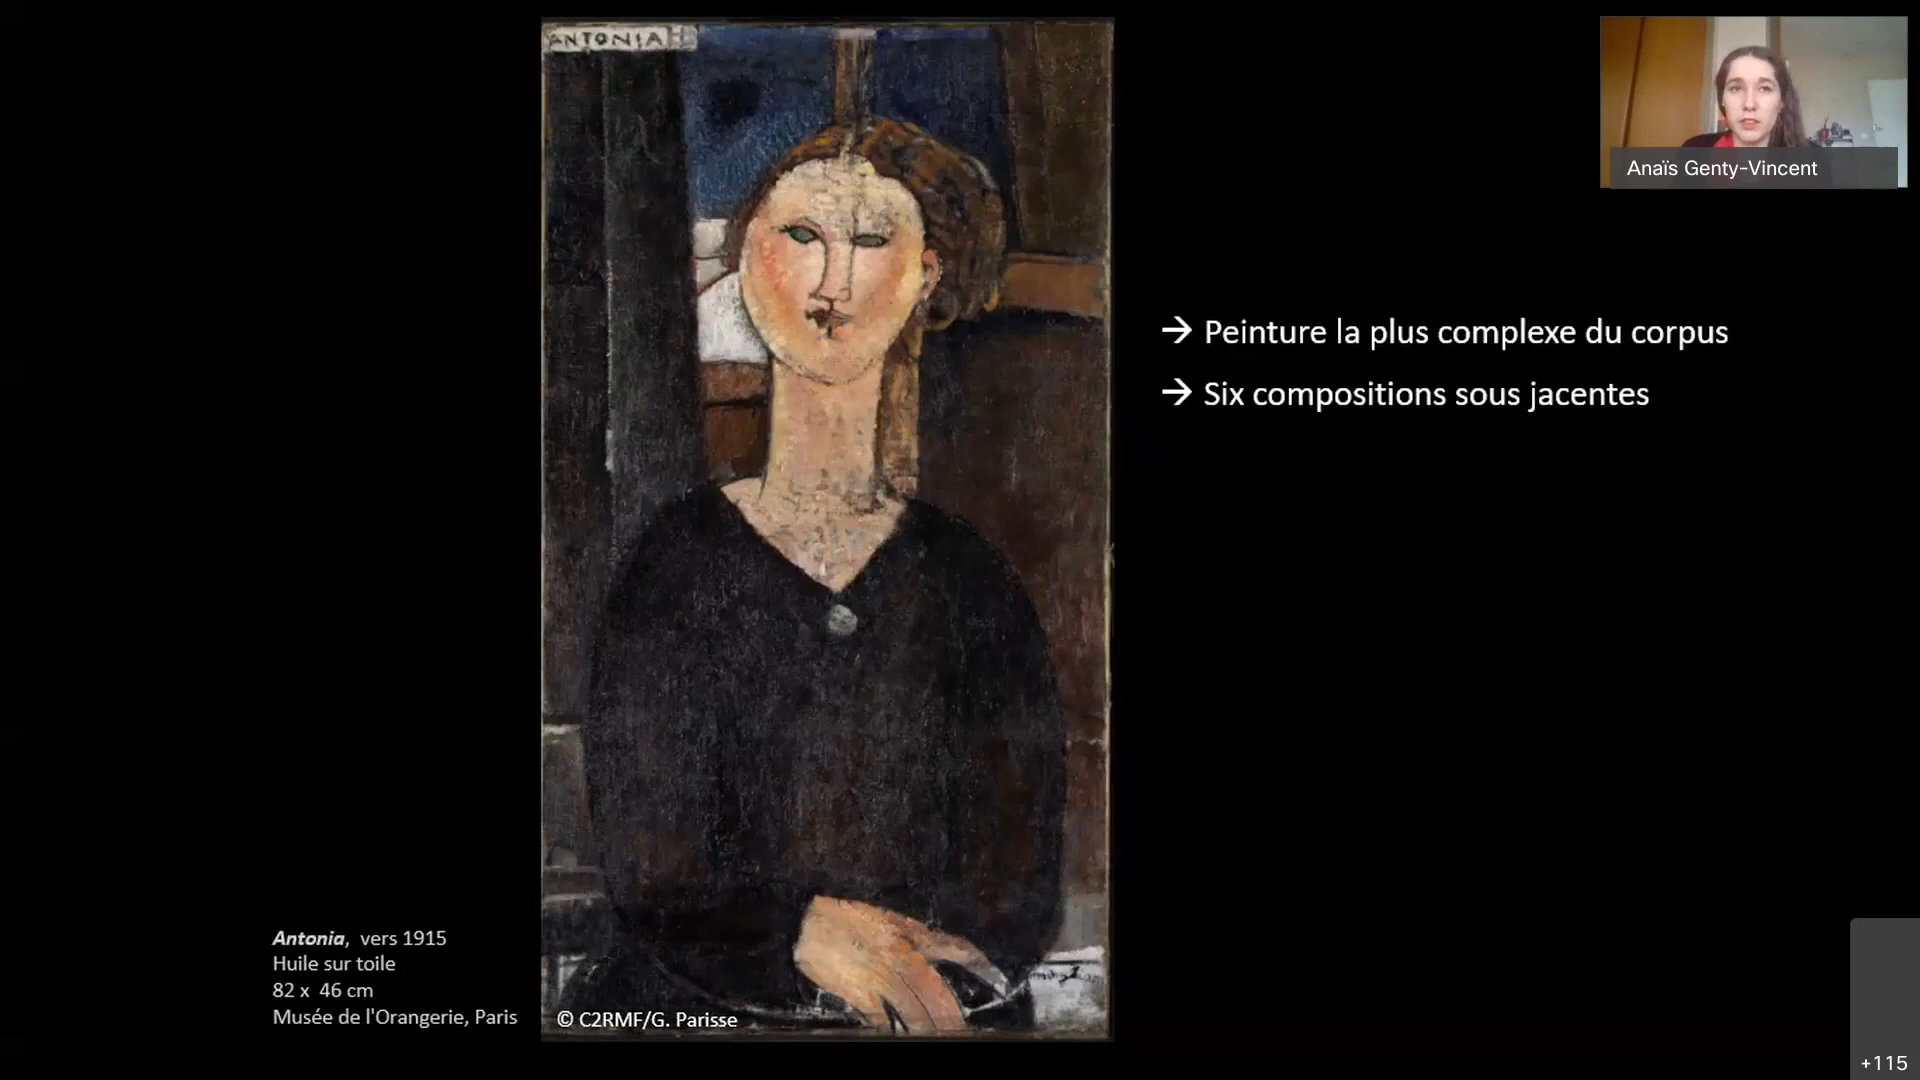 ANTONIA
Anaïs Genty-Vincent
→ Peinture la plus complexe du corpus
→ Six compositions sous jacentes
Antonia, vers 1915
Huile sur toile
82 x 46 cm
Musée de l'Orangerie, Paris
© C2RMF/G. Parisse
+115